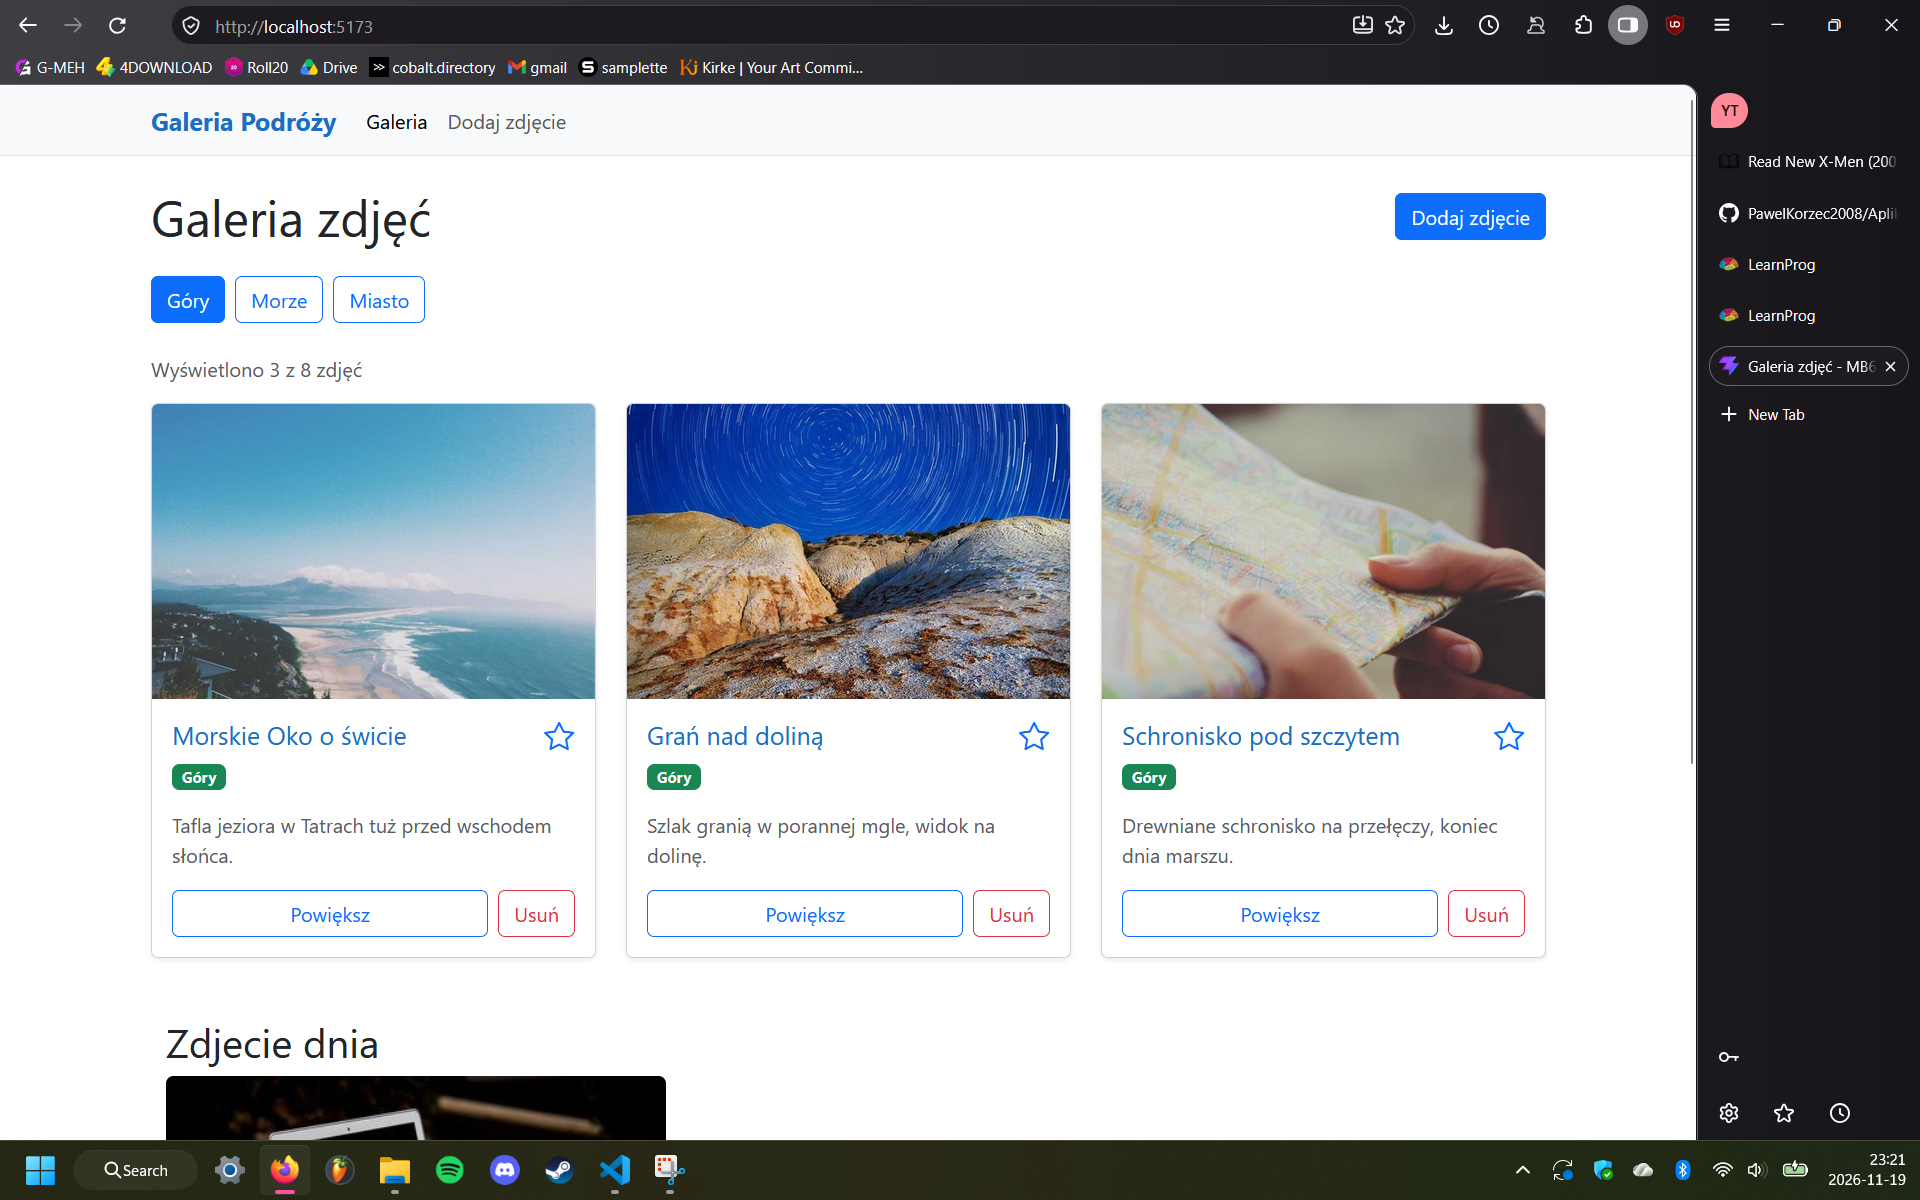 http://localhost:5173
G-MEH
4DOWNLOAD
Roll20
Drive
cobalt.directory
gmail
samplette
Kirke | Your Art Commi...
Galeria Podróży
Galeria
Dodaj zdjęcie
YT
Read New X-Men (200
PawelKorzec2008/Apli
LearnProg
LearnProg
Galeria zdjęć - MB6
New Tab
Galeria zdjęć
Dodaj zdjęcie
Góry
Morze
Miasto
Wyświetlono 3 z 8 zdjęć
Morskie Oko o świcie
Góry
Tafla jeziora w Tatrach tuż przed wschodem
słońca.
Powiększ
Usuń
Grań nad doliną
Góry
Szlak granią w porannej mgle, widok na
dolinę.
Powiększ
Usuń
Schronisko pod szczytem
Góry
Drewniane schronisko na przełęczy, koniec
dnia marszu.
Powiększ
Usuń
Zdjecie dnia
Search
23:21
2026-11-19